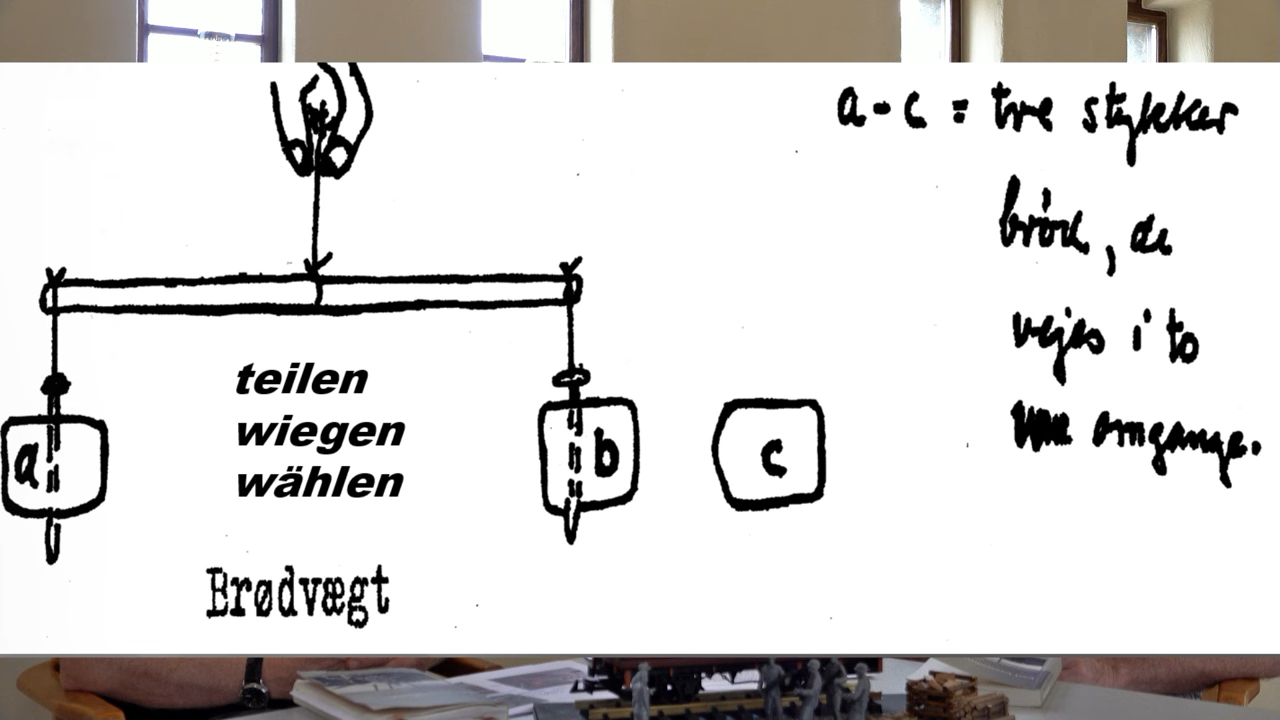 a - c = tre stykker
brød, de
vejes i to
omgange.
teilen
wiegen
wählen
a
b
c
Brødvægt